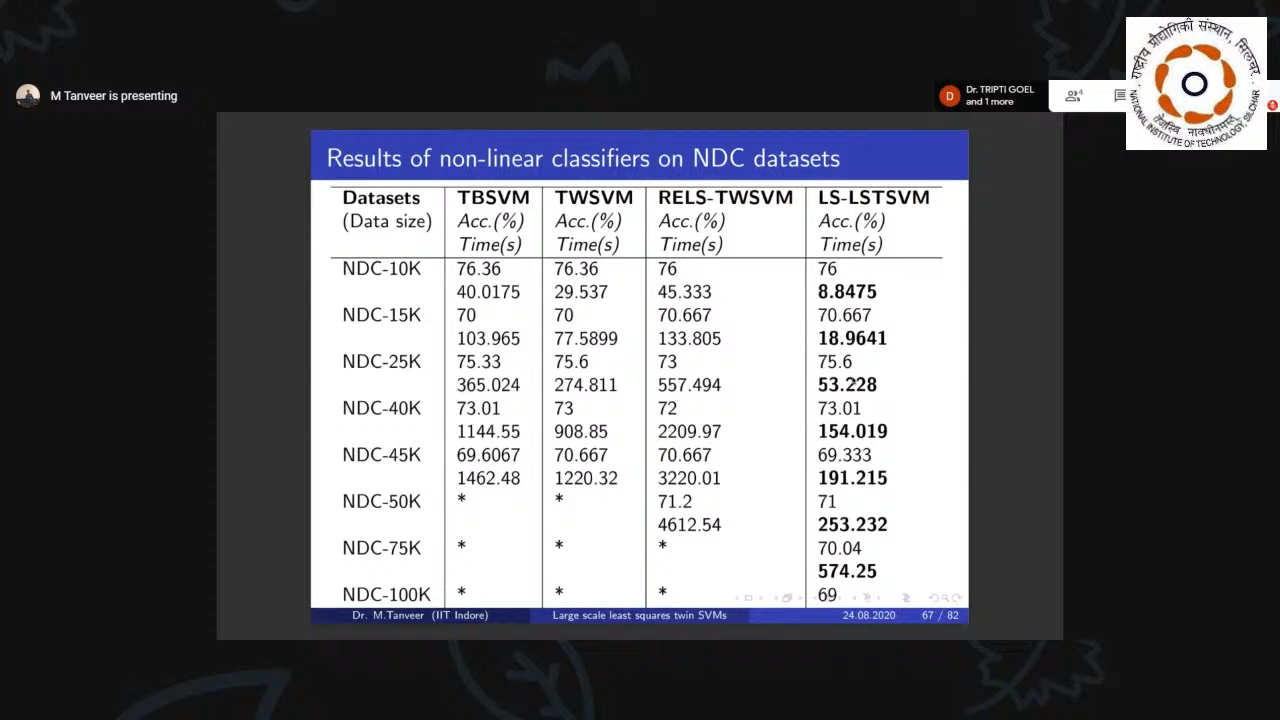 M Tanveer is presenting
D
Dr. TRIPTI GOEL
and 1 more
4
राष्ट्रीय प्रौद्योगिकी संस्थान, सिलचर
NATIONAL INSTITUTE OF TECHNOLOGY, SILCHAR
Results of non-linear classifiers on NDC datasets
Datasets TBSVM TWSVM RELS-TWSVM LS-LSTSVM
(Data size) Acc.(%) Acc.(%) Acc.(%) Acc.(%)
Time(s) Time(s) Time(s) Time(s)
NDC-10K 76.36 76.36 76 76
40.0175 29.537 45.333 8.8475
NDC-15K 70 70 70.667 70.667
103.965 77.5899 133.805 18.9641
NDC-25K 75.33 75.6 73 75.6
365.024 274.811 557.494 53.228
NDC-40K 73.01 73 72 73.01
1144.55 908.85 2209.97 154.019
NDC-45K 69.6067 70.667 70.667 69.333
1462.48 1220.32 3220.01 191.215
NDC-50K * * 71.2 71
4612.54 253.232
NDC-75K * * * 70.04
574.25
NDC-100K * * * 69
Dr. M.Tanveer (IIT Indore) Large scale least squares twin SVMs 24.08.2020 67 / 82